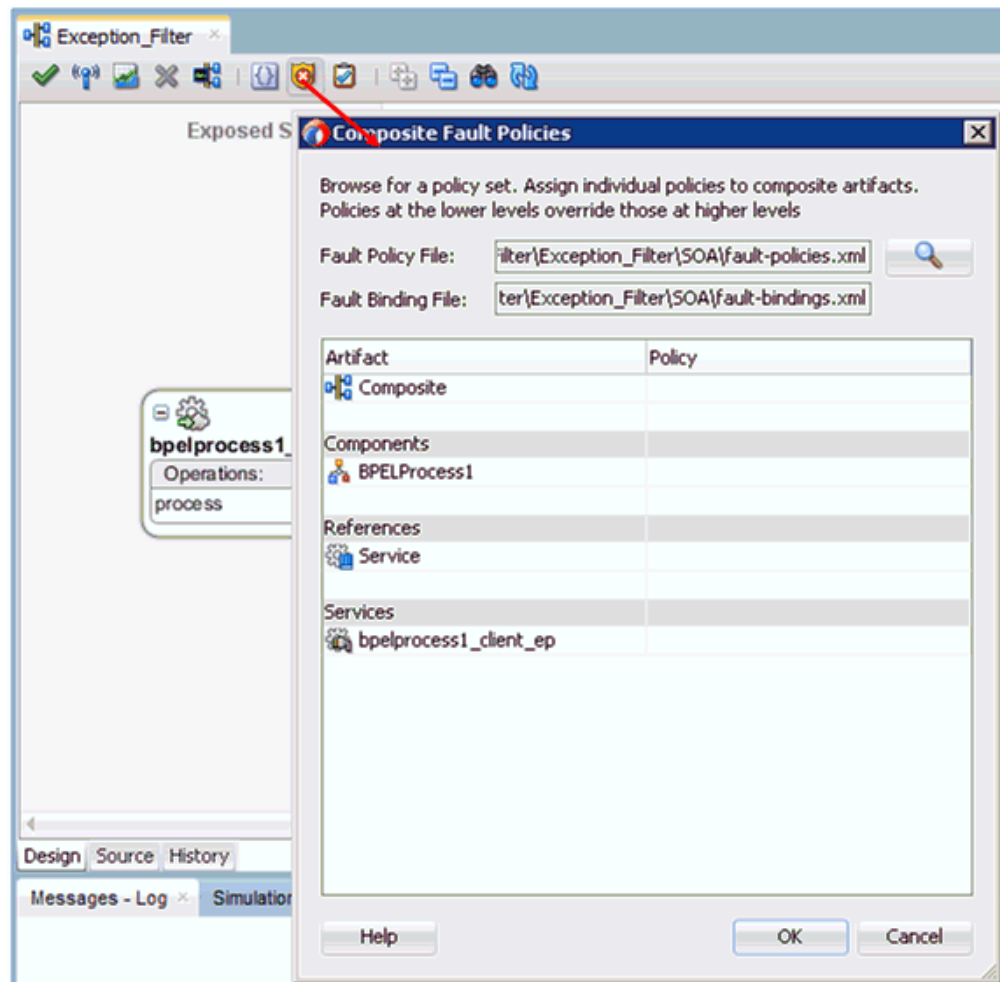 Exception_Filter
Exposed S
Composite Fault Policies
Browse for a policy set. Assign individual policies to composite artifacts.
Policies at the lower levels override those at higher levels
Fault Policy File: ilter\Exception_Filter\SOA\fault-policies.xml
Fault Binding File: ter\Exception_Filter\SOA\fault-bindings.xml
Artifact Policy
Composite
Components
BPELProcess1
References
Service
Services
bpelprocess1_client_ep
bpelprocess1_
Operations:
process
Design Source History
Messages - Log Simulation
Help OK Cancel